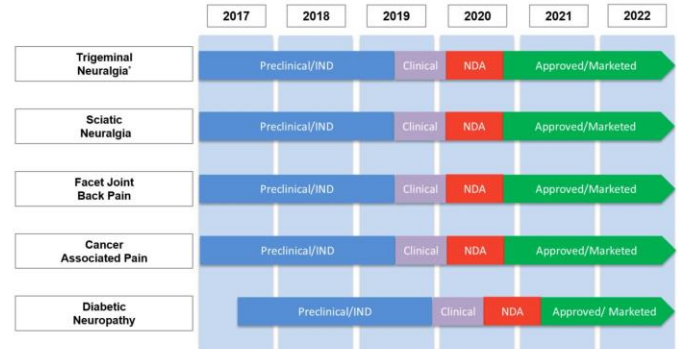 2017 2018 2019 2020 2021 2022
Trigeminal
Neuralgia*
Preclinical/IND Clinical NDA Approved/Marketed
Sciatic
Neuralgia
Preclinical/IND Clinical NDA Approved/Marketed
Facet Joint
Back Pain
Preclinical/IND Clinical NDA Approved/Marketed
Cancer
Associated Pain
Preclinical/IND Clinical NDA Approved/Marketed
Diabetic
Neuropathy
Preclinical/IND Clinical NDA Approved/ Marketed